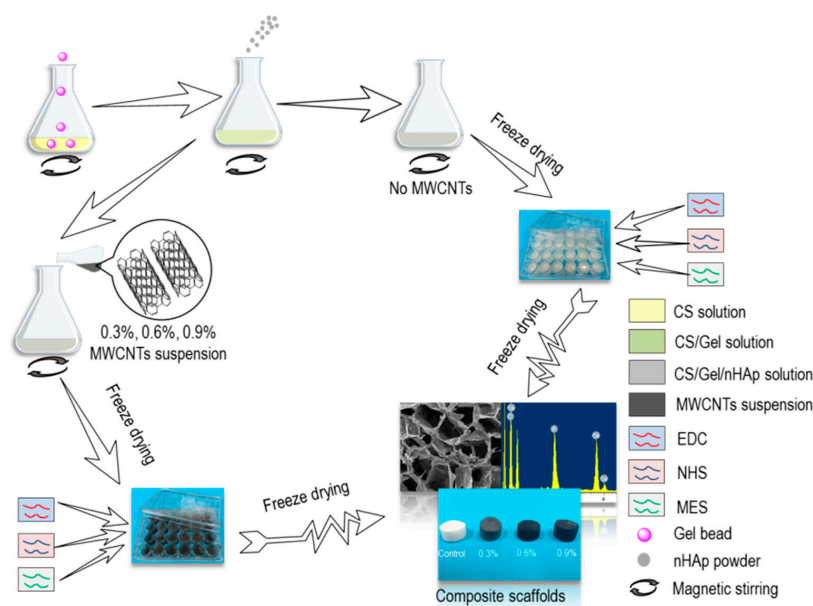 No MWCNTs
Freeze drying
0.3%, 0.6%, 0.9%
MWCNTs suspension
Freeze drying
Freeze drying
Freeze drying
CS solution
CS/Gel solution
CS/Gel/nHAp solution
MWCNTs suspension
EDC
NHS
MES
Gel bead
nHAp powder
Magnetic stirring
Control 0.3% 0.6% 0.9%
Composite scaffolds